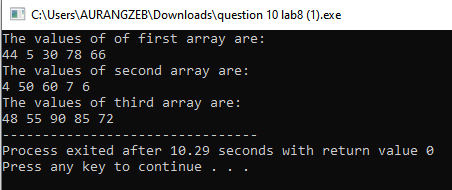 C:\Users\AURANGZEB\Downloads\question 10 lab8 (1).exe
The values of of first array are:
44 5 30 78 66
The values of second array are:
4 50 60 7 6
The values of third array are:
48 55 90 85 72
--------------------------------
Process exited after 10.29 seconds with return value 0
Press any key to continue . . .